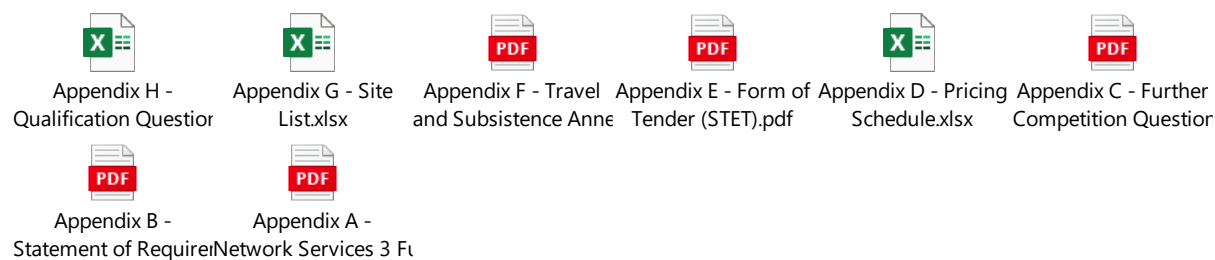 Appendix H -
Qualification Question
Appendix G - Site
List.xlsx
PDF
Appendix F - Travel
and Subsistence Anne
PDF
Appendix E - Form of
Tender (STET).pdf
Appendix D - Pricing
Schedule.xlsx
PDF
Appendix C - Further
Competition Question
PDF
Appendix B -
Statement of Requirer
PDF
Appendix A -
Network Services 3 Fu